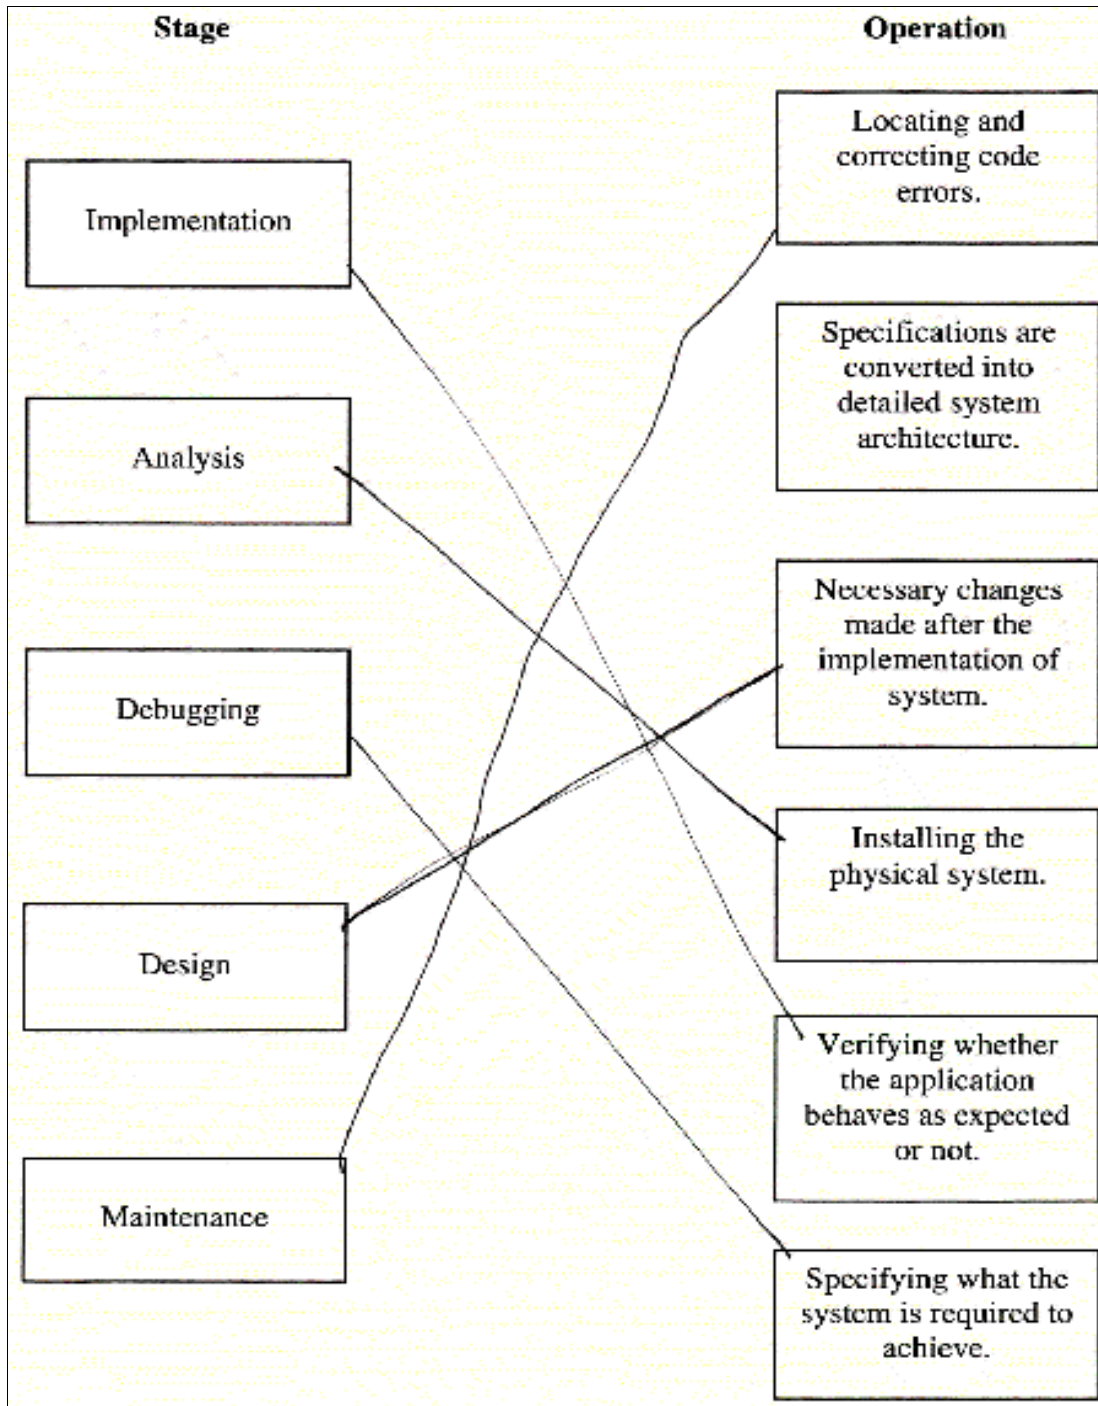 Stage
Operation
Implementation
Analysis
Debugging
Design
Maintenance
Locating and
correcting code
errors.
Specifications are
converted into
detailed system
architecture.
Necessary changes
made after the
implementation of
system.
Installing the
physical system.
Verifying whether
the application
behaves as expected
or not.
Specifying what the
system is required to
achieve.